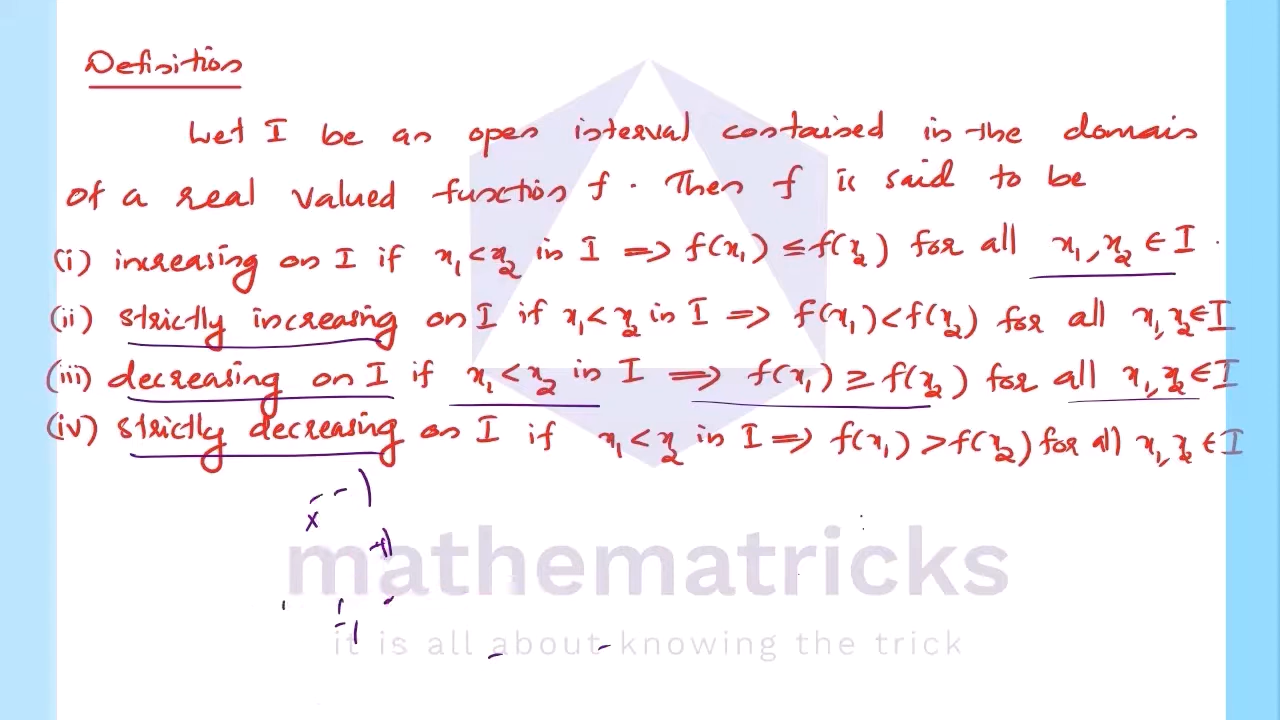 Definition
Let I be an open interval contained in the domain
of a real valued function f. Then f is said to be
(i) increasing on I if x₁ < x₂ in I ⇒ f(x₁) ≤ f(x₂) for all x₁, x₂ ∈ I.
(ii) strictly increasing on I if x₁ < x₂ in I ⇒ f(x₁) < f(x₂) for all x₁, x₂ ∈ I
(iii) decreasing on I if x₁ < x₂ in I ⇒ f(x₁) ≥ f(x₂) for all x₁, x₂ ∈ I
(iv) strictly decreasing on I if x₁ < x₂ in I ⇒ f(x₁) > f(x₂) for all x₁, x₂ ∈ I
mathematricks
it is all about knowing the trick